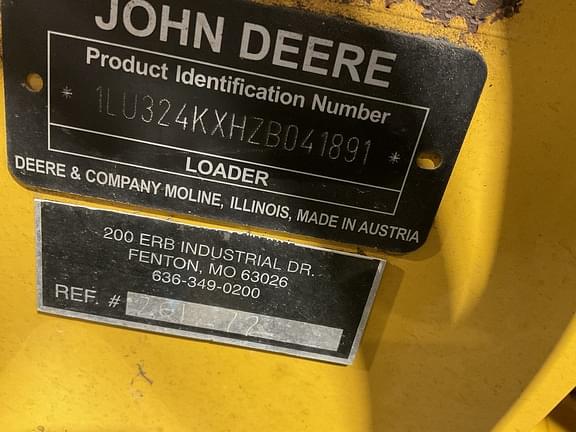 JOHN DEERE
Product Identification Number
* 1LU324KXHZB041891 *
LOADER
DEERE & COMPANY MOLINE, ILLINOIS, MADE IN AUSTRIA
200 ERB INDUSTRIAL DR.
FENTON, MO 63026
636-349-0200
REF. #